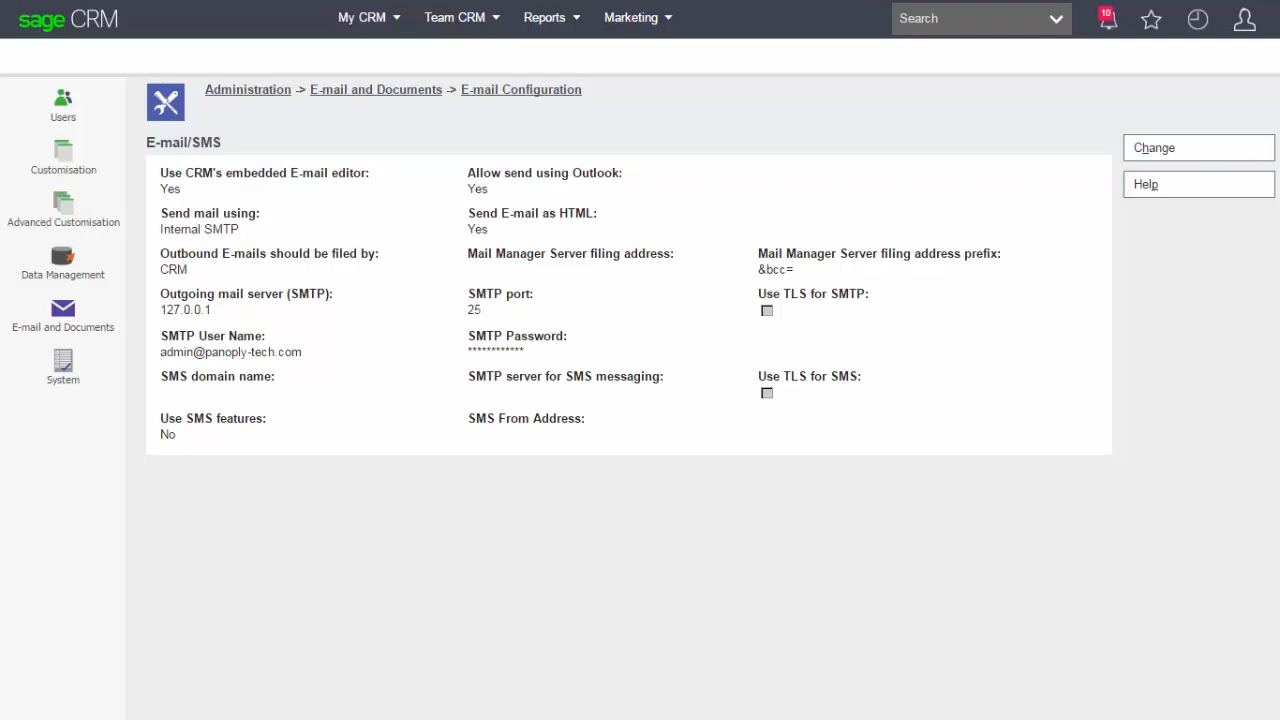 sage CRM
My CRM Team CRM Reports Marketing Search 10
Administration -> E-mail and Documents -> E-mail Configuration
Users
Customisation
Advanced Customisation
Data Management
E-mail and Documents
System
E-mail/SMS
Use CRM's embedded E-mail editor: Allow send using Outlook:
Yes Yes
Send mail using: Send E-mail as HTML:
Internal SMTP Yes
Outbound E-mails should be filed by: Mail Manager Server filing address: Mail Manager Server filing address prefix:
CRM &bcc=
Outgoing mail server (SMTP): SMTP port: Use TLS for SMTP:
127.0.0.1 25
SMTP User Name: SMTP Password:
admin@panoply-tech.com ************
SMS domain name: SMTP server for SMS messaging: Use TLS for SMS:
Use SMS features: SMS From Address:
No
Change
Help